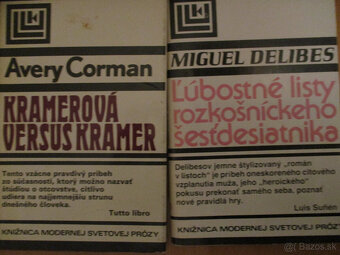 Avery Corman
KRAMEROVÁ
VERSUS KRAMER
Tento vzácne pravdivý príbeh
zo súčasnosti, ktorý možno nazvať
štúdiou o otcovstve, citlivo
udiera na najjemnejšiu strunu
dnešného človeka.
Tutto libro
KNIŽNICA MODERNEJ SVETOVEJ PRÓZY
MIGUEL DELIBES
Ľúbostné listy
rozkošníckeho
šesťdesiatnika
Delibesov jemne štylizovaný „román
v listoch" je príbeh oneskoreného citového
vzplanutia muža, jeho „heroického"
pokusu prekonať samého seba, poznať
nové pravidlá hry.
Luis Suñén
KNIŽNICA MODERNEJ SVETOVEJ PRÓZY
Bazos.sk